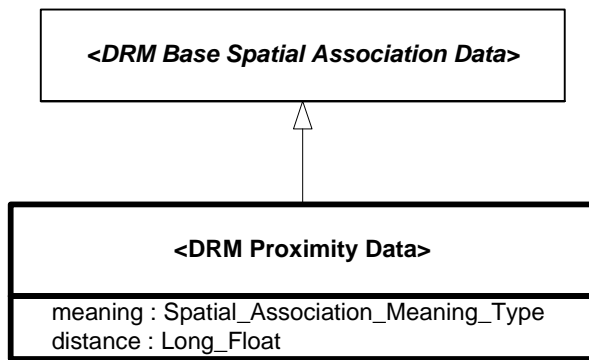 <DRM Base Spatial Association Data>
<DRM Proximity Data>
meaning : Spatial_Association_Meaning_Type
distance : Long_Float